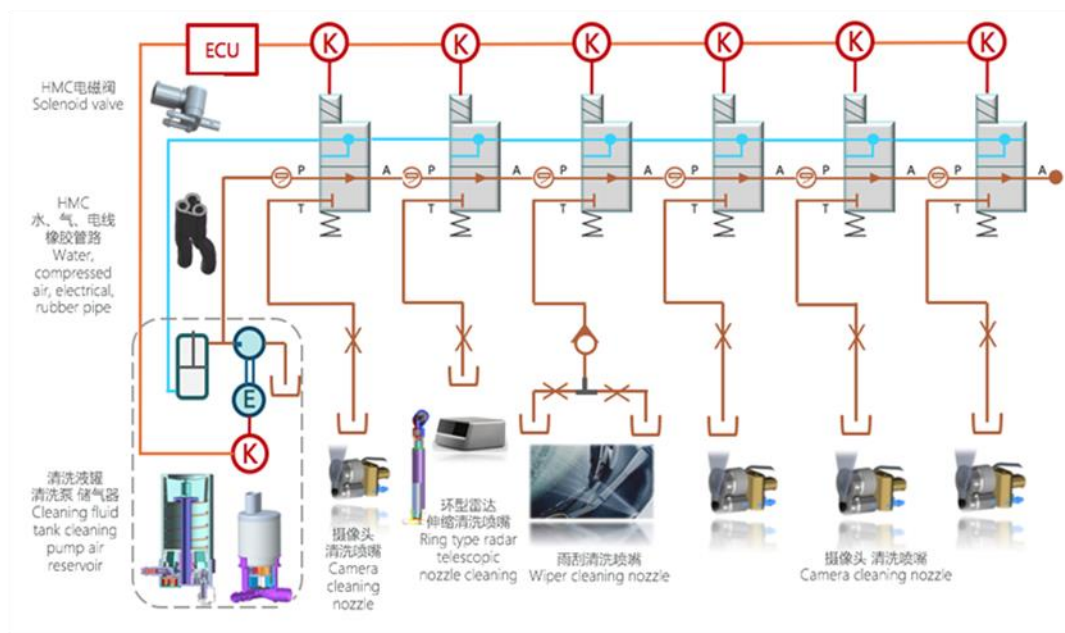 ECU
K
K
K
K
K
K
HMC电磁阀
Solenoid valve
P
A
P
A
P
A
P
A
P
A
P
A
T
T
T
T
T
T
HMC
水、气、电线
橡胶管路
Water,
compressed
air, electrical,
rubber pipe
E
K
清洗液罐
清洗泵 储气器
Cleaning fluid
tank cleaning
pump air
reservoir
摄像头
清洗喷嘴
Camera
cleaning
nozzle
环型雷达
伸缩清洗喷嘴
Ring type radar
telescopic
nozzle cleaning
雨刮清洗喷嘴
Wiper cleaning nozzle
摄像头 清洗喷嘴
Camera cleaning nozzle